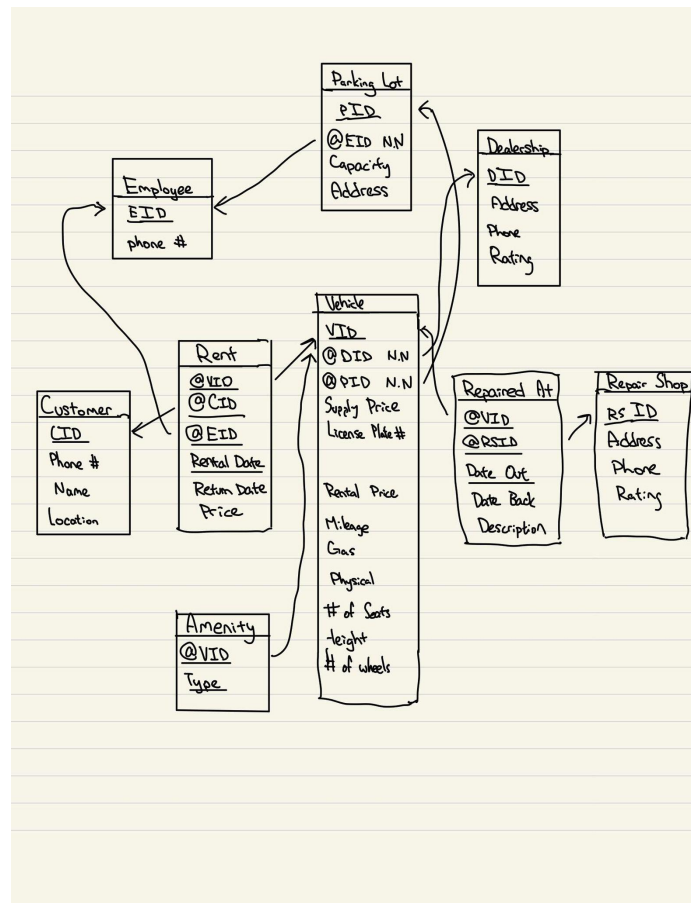 Parking Lot
PID
@EID N.N
Capacity
Address
Dealership
DID
Address
Phone
Rating
Employee
EID
phone #
Vehicle
VID
@DID N.N
@PID N.N
Supply Price
License Plate #
Rental Price
Mileage
Gas
Physical
# of Seats
Height
# of wheels
Rent
@VID
@CID
@EID
Rental Date
Return Date
Price
Customer
CID
Phone #
Name
Location
Repaired At
@VID
@RSID
Date Out
Date Back
Description
Repair Shop
RS ID
Address
Phone
Rating
Amenity
@VID
Type